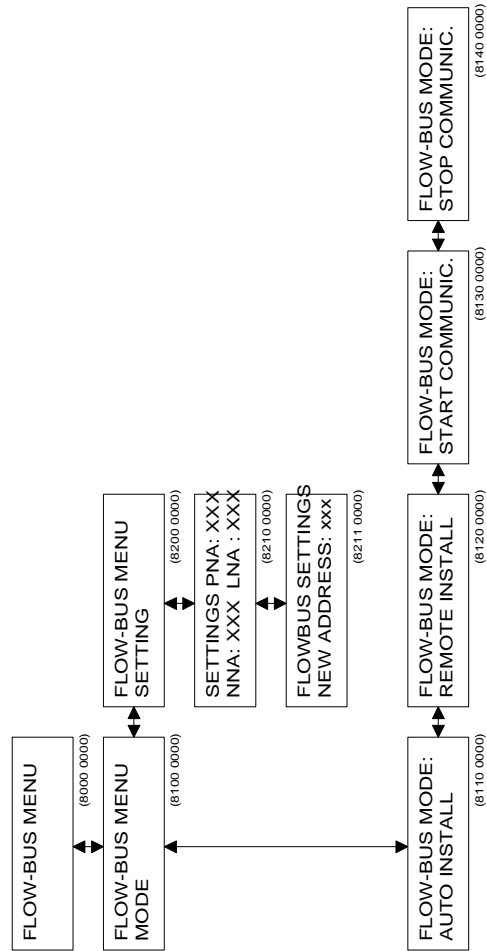 FLOW-BUS MENU
(8000 0000)
FLOW-BUS MENU
MODE
(8100 0000)
FLOW-BUS MENU
SETTING
(8200 0000)
SETTINGS PNA: XXX
NNA: XXX LNA : XXX
(8210 0000)
FLOWBUS SETTINGS
NEW ADDRESS: xxx
(8211 0000)
FLOW-BUS MODE:
AUTO INSTALL
(8110 0000)
FLOW-BUS MODE:
REMOTE INSTALL
(8120 0000)
FLOW-BUS MODE:
START COMMUNIC.
(8130 0000)
FLOW-BUS MODE:
STOP COMMUNIC.
(8140 0000)